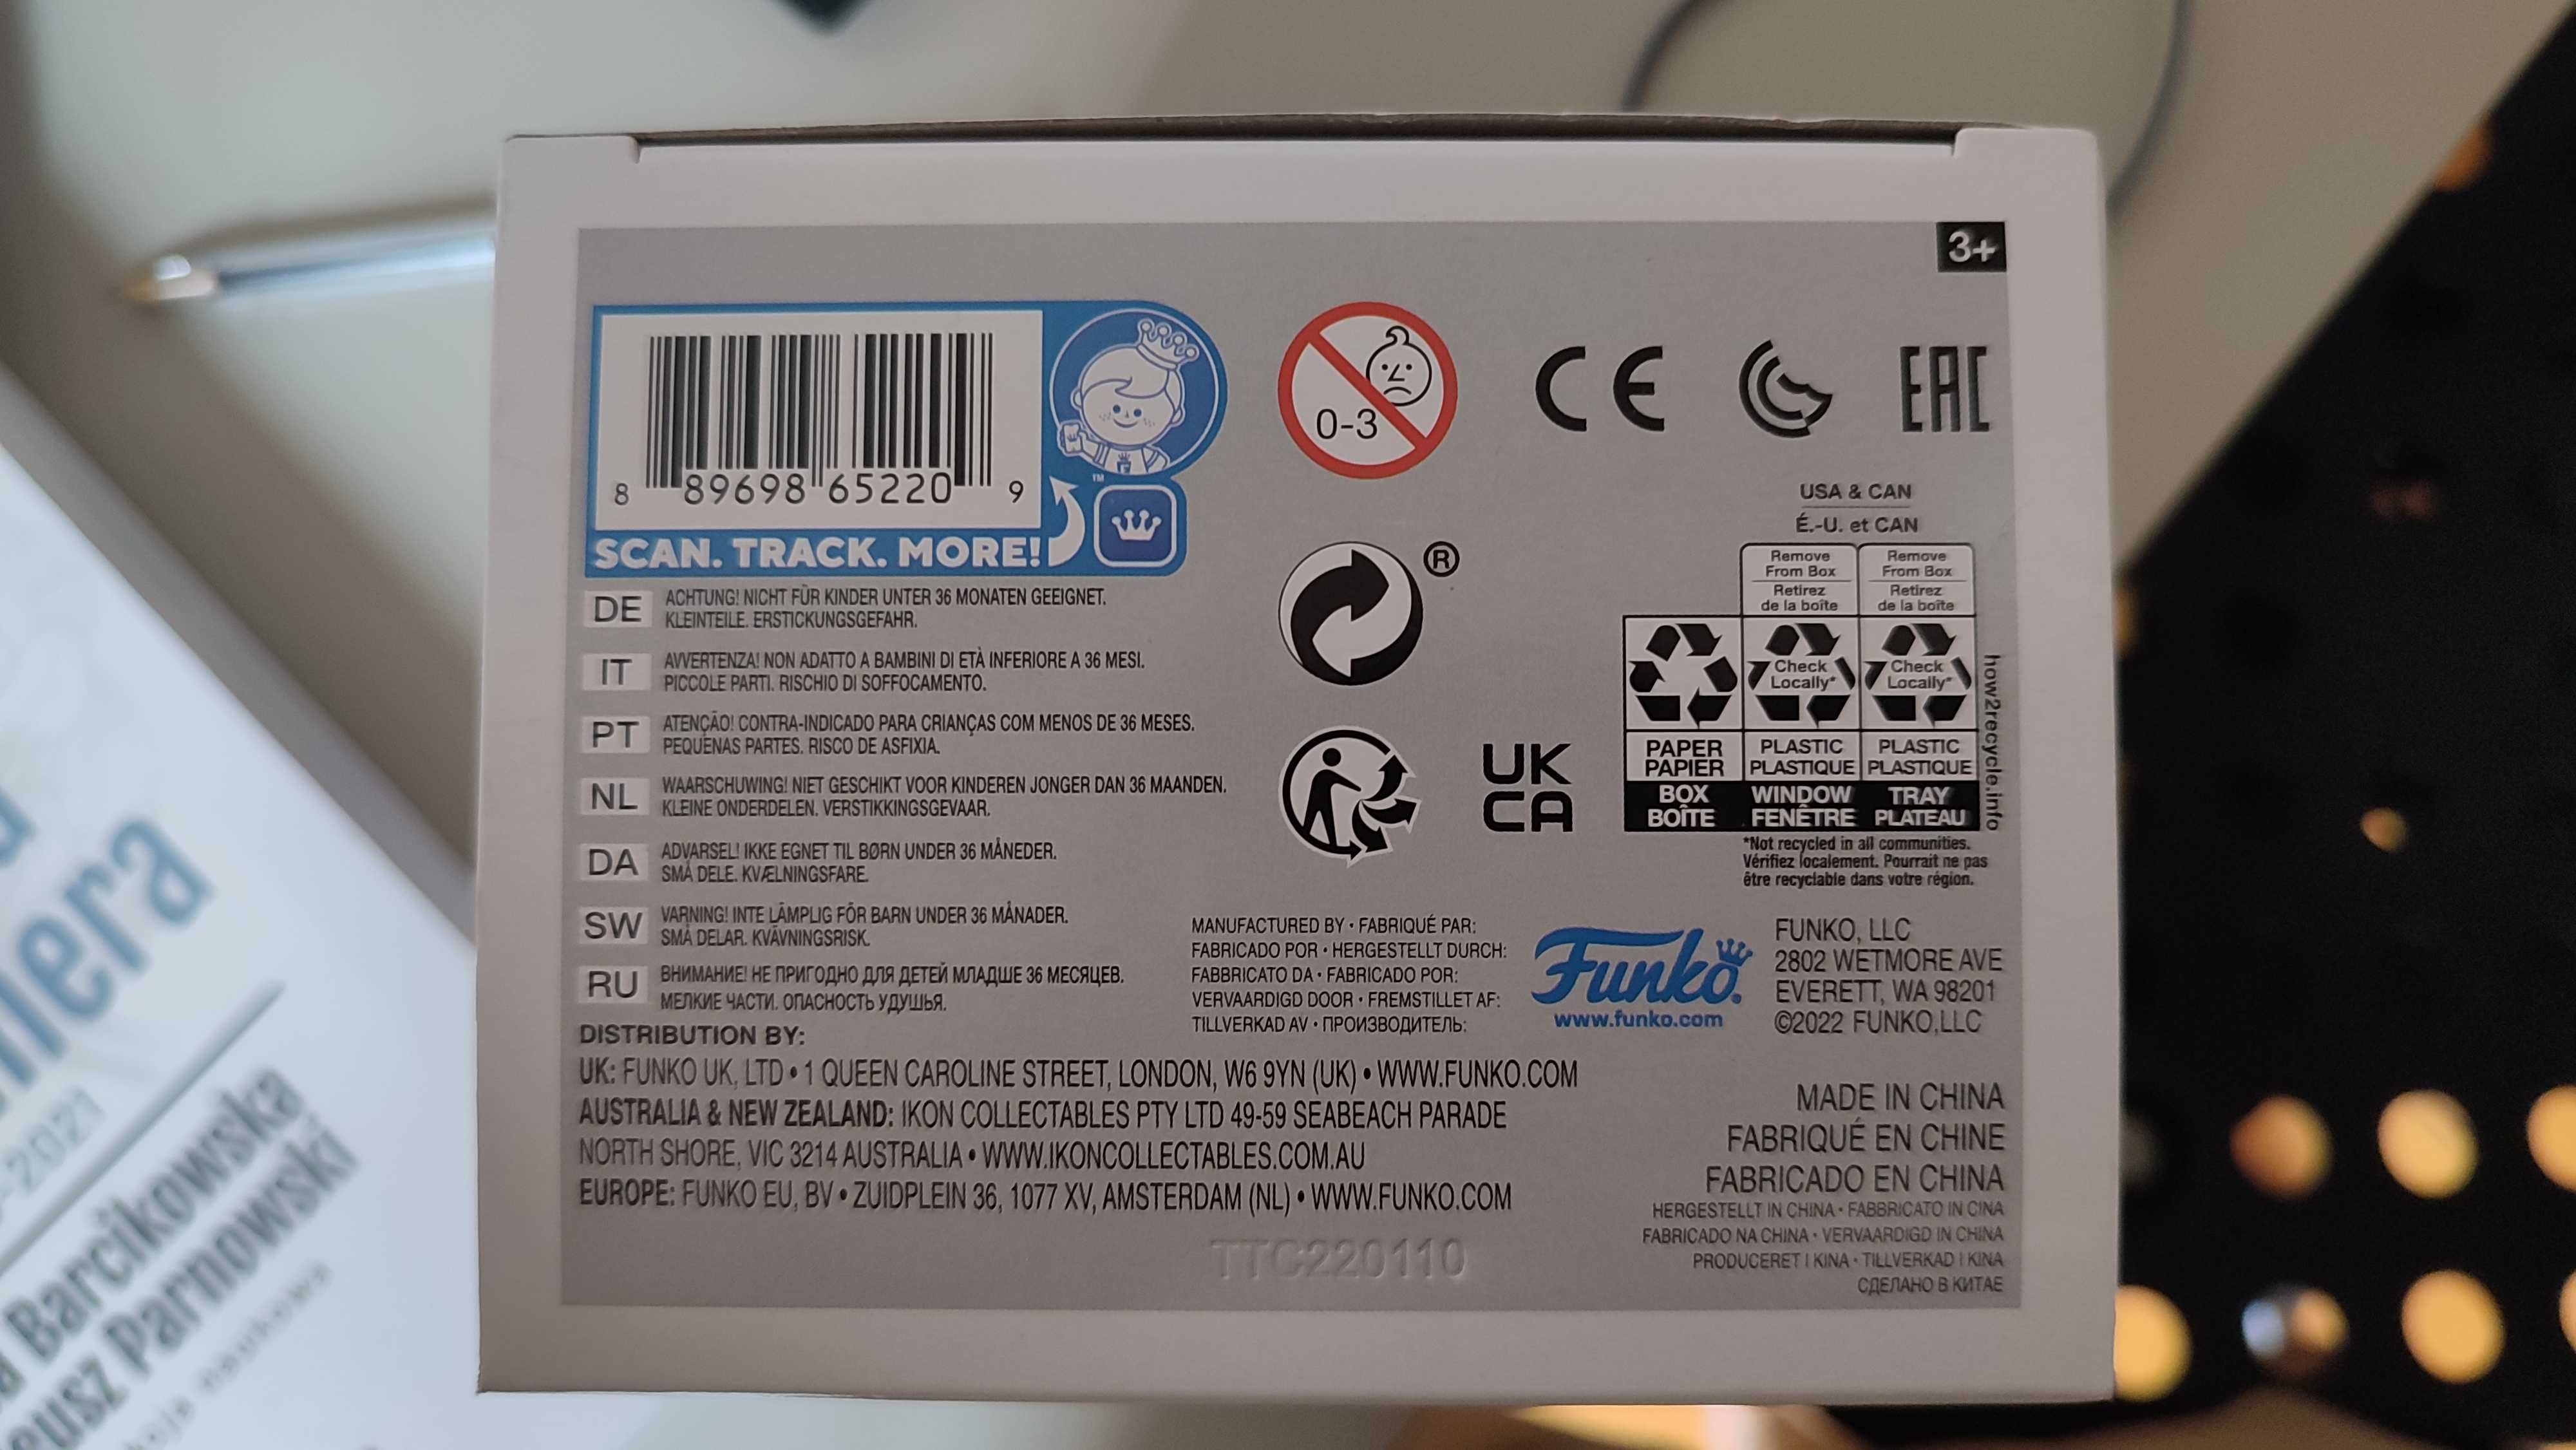 3+
8 89698 65220 9
SCAN. TRACK. MORE!
™
0-3
CE
EAC
USA & CAN
É.-U. et CAN
Remove From Box
Retirez de la boîte
Remove From Box
Retirez de la boîte
Check Locally*
Check Locally*
PAPER PAPIER
PLASTIC PLASTIQUE
PLASTIC PLASTIQUE
BOX BOÎTE
WINDOW FENÊTRE
TRAY PLATEAU
how2recycle.info
*Not recycled in all communities.
Vérifiez localement. Pourrait ne pas
être recyclable dans votre région.
®
UK
CA
DE ACHTUNG! NICHT FÜR KINDER UNTER 36 MONATEN GEEIGNET.
KLEINTEILE. ERSTICKUNGSGEFAHR.
IT AVVERTENZA! NON ADATTO A BAMBINI DI ETÀ INFERIORE A 36 MESI.
PICCOLE PARTI. RISCHIO DI SOFFOCAMENTO.
PT ATENÇÃO! CONTRA-INDICADO PARA CRIANÇAS COM MENOS DE 36 MESES.
PEQUENAS PARTES. RISCO DE ASFIXIA.
NL WAARSCHUWING! NIET GESCHIKT VOOR KINDEREN JONGER DAN 36 MAANDEN.
KLEINE ONDERDELEN. VERSTIKKINGSGEVAAR.
DA ADVARSEL! IKKE EGNET TIL BØRN UNDER 36 MÅNEDER.
SMÅ DELE. KVÆLNINGSFARE.
SW VARNING! INTE LÄMPLIG FÖR BARN UNDER 36 MÅNADER.
SMÅ DELAR. KVÄVNINGSRISK.
RU ВНИМАНИЕ! НЕ ПРИГОДНО ДЛЯ ДЕТЕЙ МЛАДШЕ 36 МЕСЯЦЕВ.
МЕЛКИЕ ЧАСТИ. ОПАСНОСТЬ УДУШЬЯ.
MANUFACTURED BY • FABRIQUÉ PAR:
FABRICADO POR • HERGESTELLT DURCH:
FABBRICATO DA • FABRICADO POR:
VERVAARDIGD DOOR • FREMSTILLET AF:
TILLVERKAD AV • ПРОИЗВОДИТЕЛЬ:
Funko
www.funko.com
FUNKO, LLC
2802 WETMORE AVE
EVERETT, WA 98201
©2022 FUNKO,LLC
DISTRIBUTION BY:
UK: FUNKO UK, LTD • 1 QUEEN CAROLINE STREET, LONDON, W6 9YN (UK) • WWW.FUNKO.COM
AUSTRALIA & NEW ZEALAND: IKON COLLECTABLES PTY LTD 49-59 SEABEACH PARADE
NORTH SHORE, VIC 3214 AUSTRALIA • WWW.IKONCOLLECTABLES.COM.AU
EUROPE: FUNKO EU, BV • ZUIDPLEIN 36, 1077 XV, AMSTERDAM (NL) • WWW.FUNKO.COM
TTC220110
MADE IN CHINA
FABRIQUÉ EN CHINE
FABRICADO EN CHINA
HERGESTELLT IN CHINA • FABBRICATO IN CINA
FABRICADO NA CHINA • VERVAARDIGD IN CHINA
PRODUCERET I KINA • TILLVERKAD I KINA
СДЕЛАНО В КИТАЕ
2021
Barcikowska
Parnowski